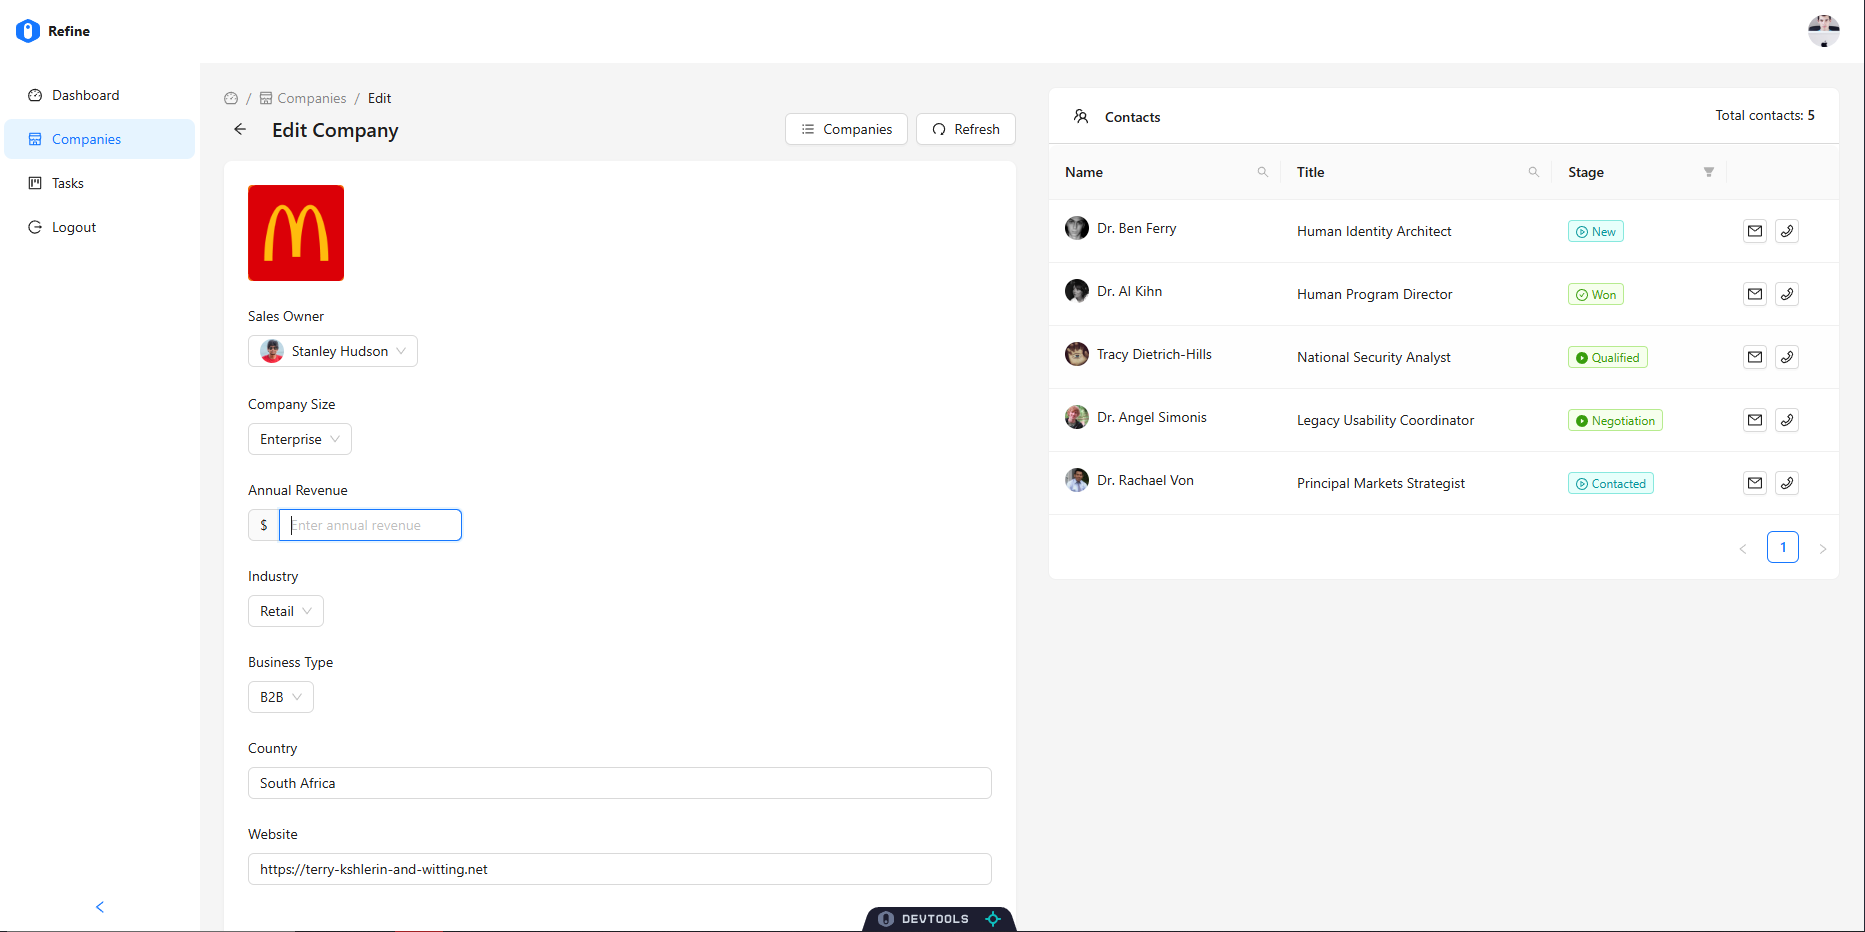 Refine
Dashboard
Companies
Tasks
Logout
/ Companies / Edit
Edit Company
Companies
Refresh
Sales Owner
Stanley Hudson
Company Size
Enterprise
Annual Revenue
$ Enter annual revenue
Industry
Retail
Business Type
B2B
Country
South Africa
Website
https://terry-kshlerin-and-witting.net
Contacts
Total contacts: 5
Name Title Stage
Dr. Ben Ferry Human Identity Architect New
Dr. Al Kihn Human Program Director Won
Tracy Dietrich-Hills National Security Analyst Qualified
Dr. Angel Simonis Legacy Usability Coordinator Negotiation
Dr. Rachael Von Principal Markets Strategist Contacted
< 1 >
DEVTOOLS